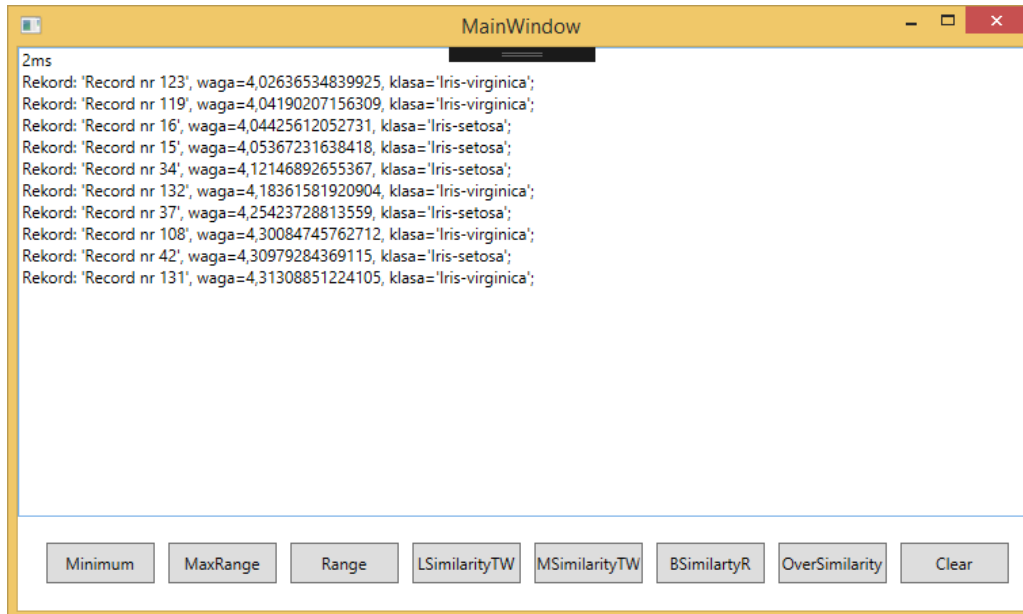 MainWindow
2ms
Rekord: 'Record nr 123', waga=4,02636534839925, klasa='Iris-virginica';
Rekord: 'Record nr 119', waga=4,04190207156309, klasa='Iris-virginica';
Rekord: 'Record nr 16', waga=4,04425612052731, klasa='Iris-setosa';
Rekord: 'Record nr 15', waga=4,05367231638418, klasa='Iris-setosa';
Rekord: 'Record nr 34', waga=4,12146892655367, klasa='Iris-setosa';
Rekord: 'Record nr 132', waga=4,18361581920904, klasa='Iris-virginica';
Rekord: 'Record nr 37', waga=4,25423728813559, klasa='Iris-setosa';
Rekord: 'Record nr 108', waga=4,30084745762712, klasa='Iris-virginica';
Rekord: 'Record nr 42', waga=4,30979284369115, klasa='Iris-setosa';
Rekord: 'Record nr 131', waga=4,31308851224105, klasa='Iris-virginica';
Minimum MaxRange Range LSimilarityTW MSimilarityTW BSimilartyR OverSimilarity Clear